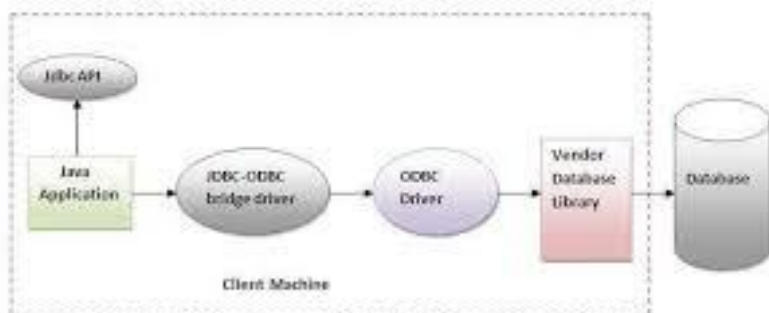 Jdbc API
Java
Application
JDBC-ODBC
bridge driver
ODBC
Driver
Vendor
Database
Library
Database
Client Machine